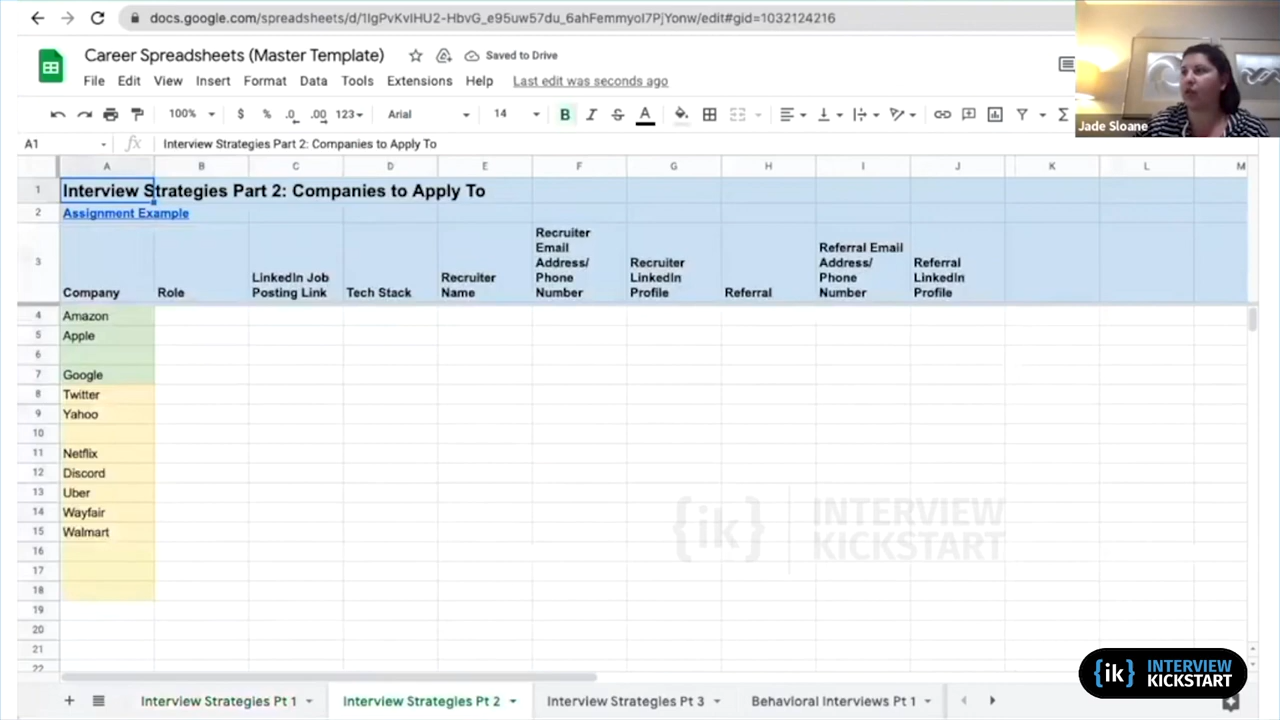 docs.google.com/spreadsheets/d/1IgPvKvIHU2-HbvG_e95uw57du_6ahFemmyoI7PjYonw/edit#gid=1032124216
Career Spreadsheets (Master Template)
Saved to Drive
File Edit View Insert Format Data Tools Extensions Help Last edit was seconds ago
100% $ % .0 .00 123 Arial 14 B I S A
Jade Sloane
A1 fx Interview Strategies Part 2: Companies to Apply To
A B C D E F G H I J K L M
1 Interview Strategies Part 2: Companies to Apply To
2 Assignment Example
3
Company
Role
LinkedIn Job
Posting Link
Tech Stack
Recruiter
Name
Recruiter
Email
Address/
Phone
Number
Recruiter
LinkedIn
Profile
Referral
Referral Email
Address/
Phone
Number
Referral
LinkedIn
Profile
4 Amazon
5 Apple
6
7 Google
8 Twitter
9 Yahoo
10
11 Netflix
12 Discord
13 Uber
14 Wayfair
15 Walmart
16
17
18
19
20
21
22
{ik} INTERVIEW
KICKSTART
Interview Strategies Pt 1 Interview Strategies Pt 2 Interview Strategies Pt 3 Behavioral Interviews Pt 1
{ik} INTERVIEW
KICKSTART